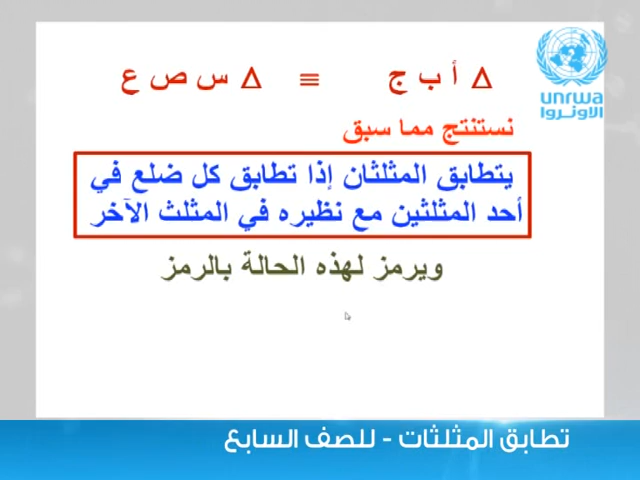 ∆ أ ب ج ≡ ∆ س ص ع
unrwa
الاونروا
نستنتج مما سبق
يتطابق المثلثان إذا تطابق كل ضلع في
أحد المثلثين مع نظيره في المثلث الآخر
ويرمز لهذه الحالة بالرمز
تطابق المثلثات - للصف السابع